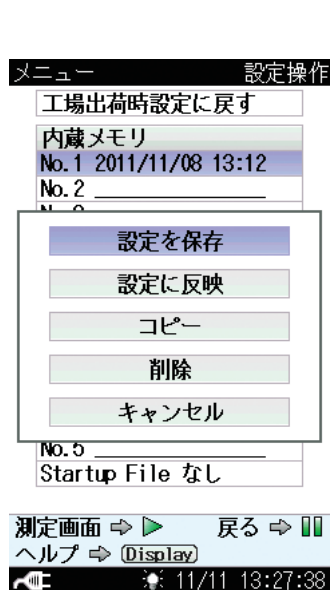 メニュー 設定操作
工場出荷時設定に戻す
内蔵メモリ
No.1 2011/11/08 13:12
No.2
設定を保存
設定に反映
コピー
削除
キャンセル
No.5
Startup File なし
測定画面 ⇨ ▷ 戻る ⇨
ヘルプ ⇨ Display
11/11 13:27:38